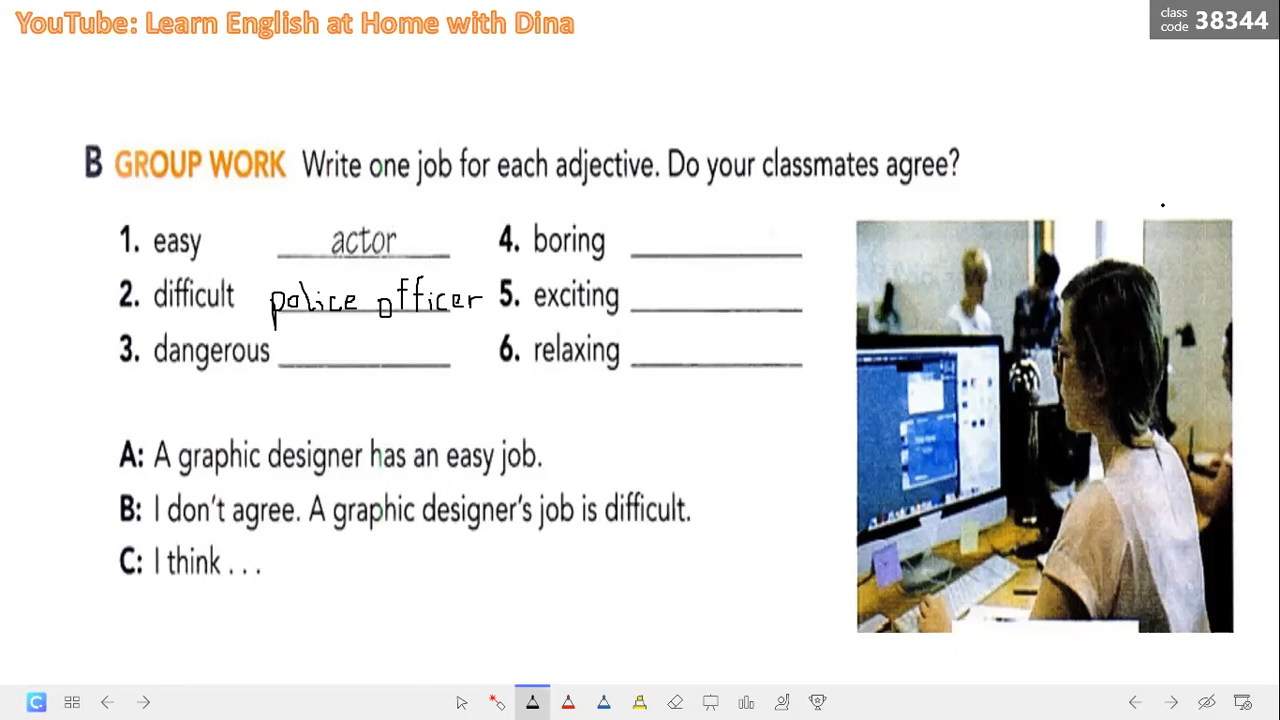 YouTube: Learn English at Home with Dina
class code 38344
B GROUP WORK Write one job for each adjective. Do your classmates agree?
1. easy actor
2. difficult police officer
3. dangerous
4. boring
5. exciting
6. relaxing
A: A graphic designer has an easy job.
B: I don't agree. A graphic designer's job is difficult.
C: I think . . .